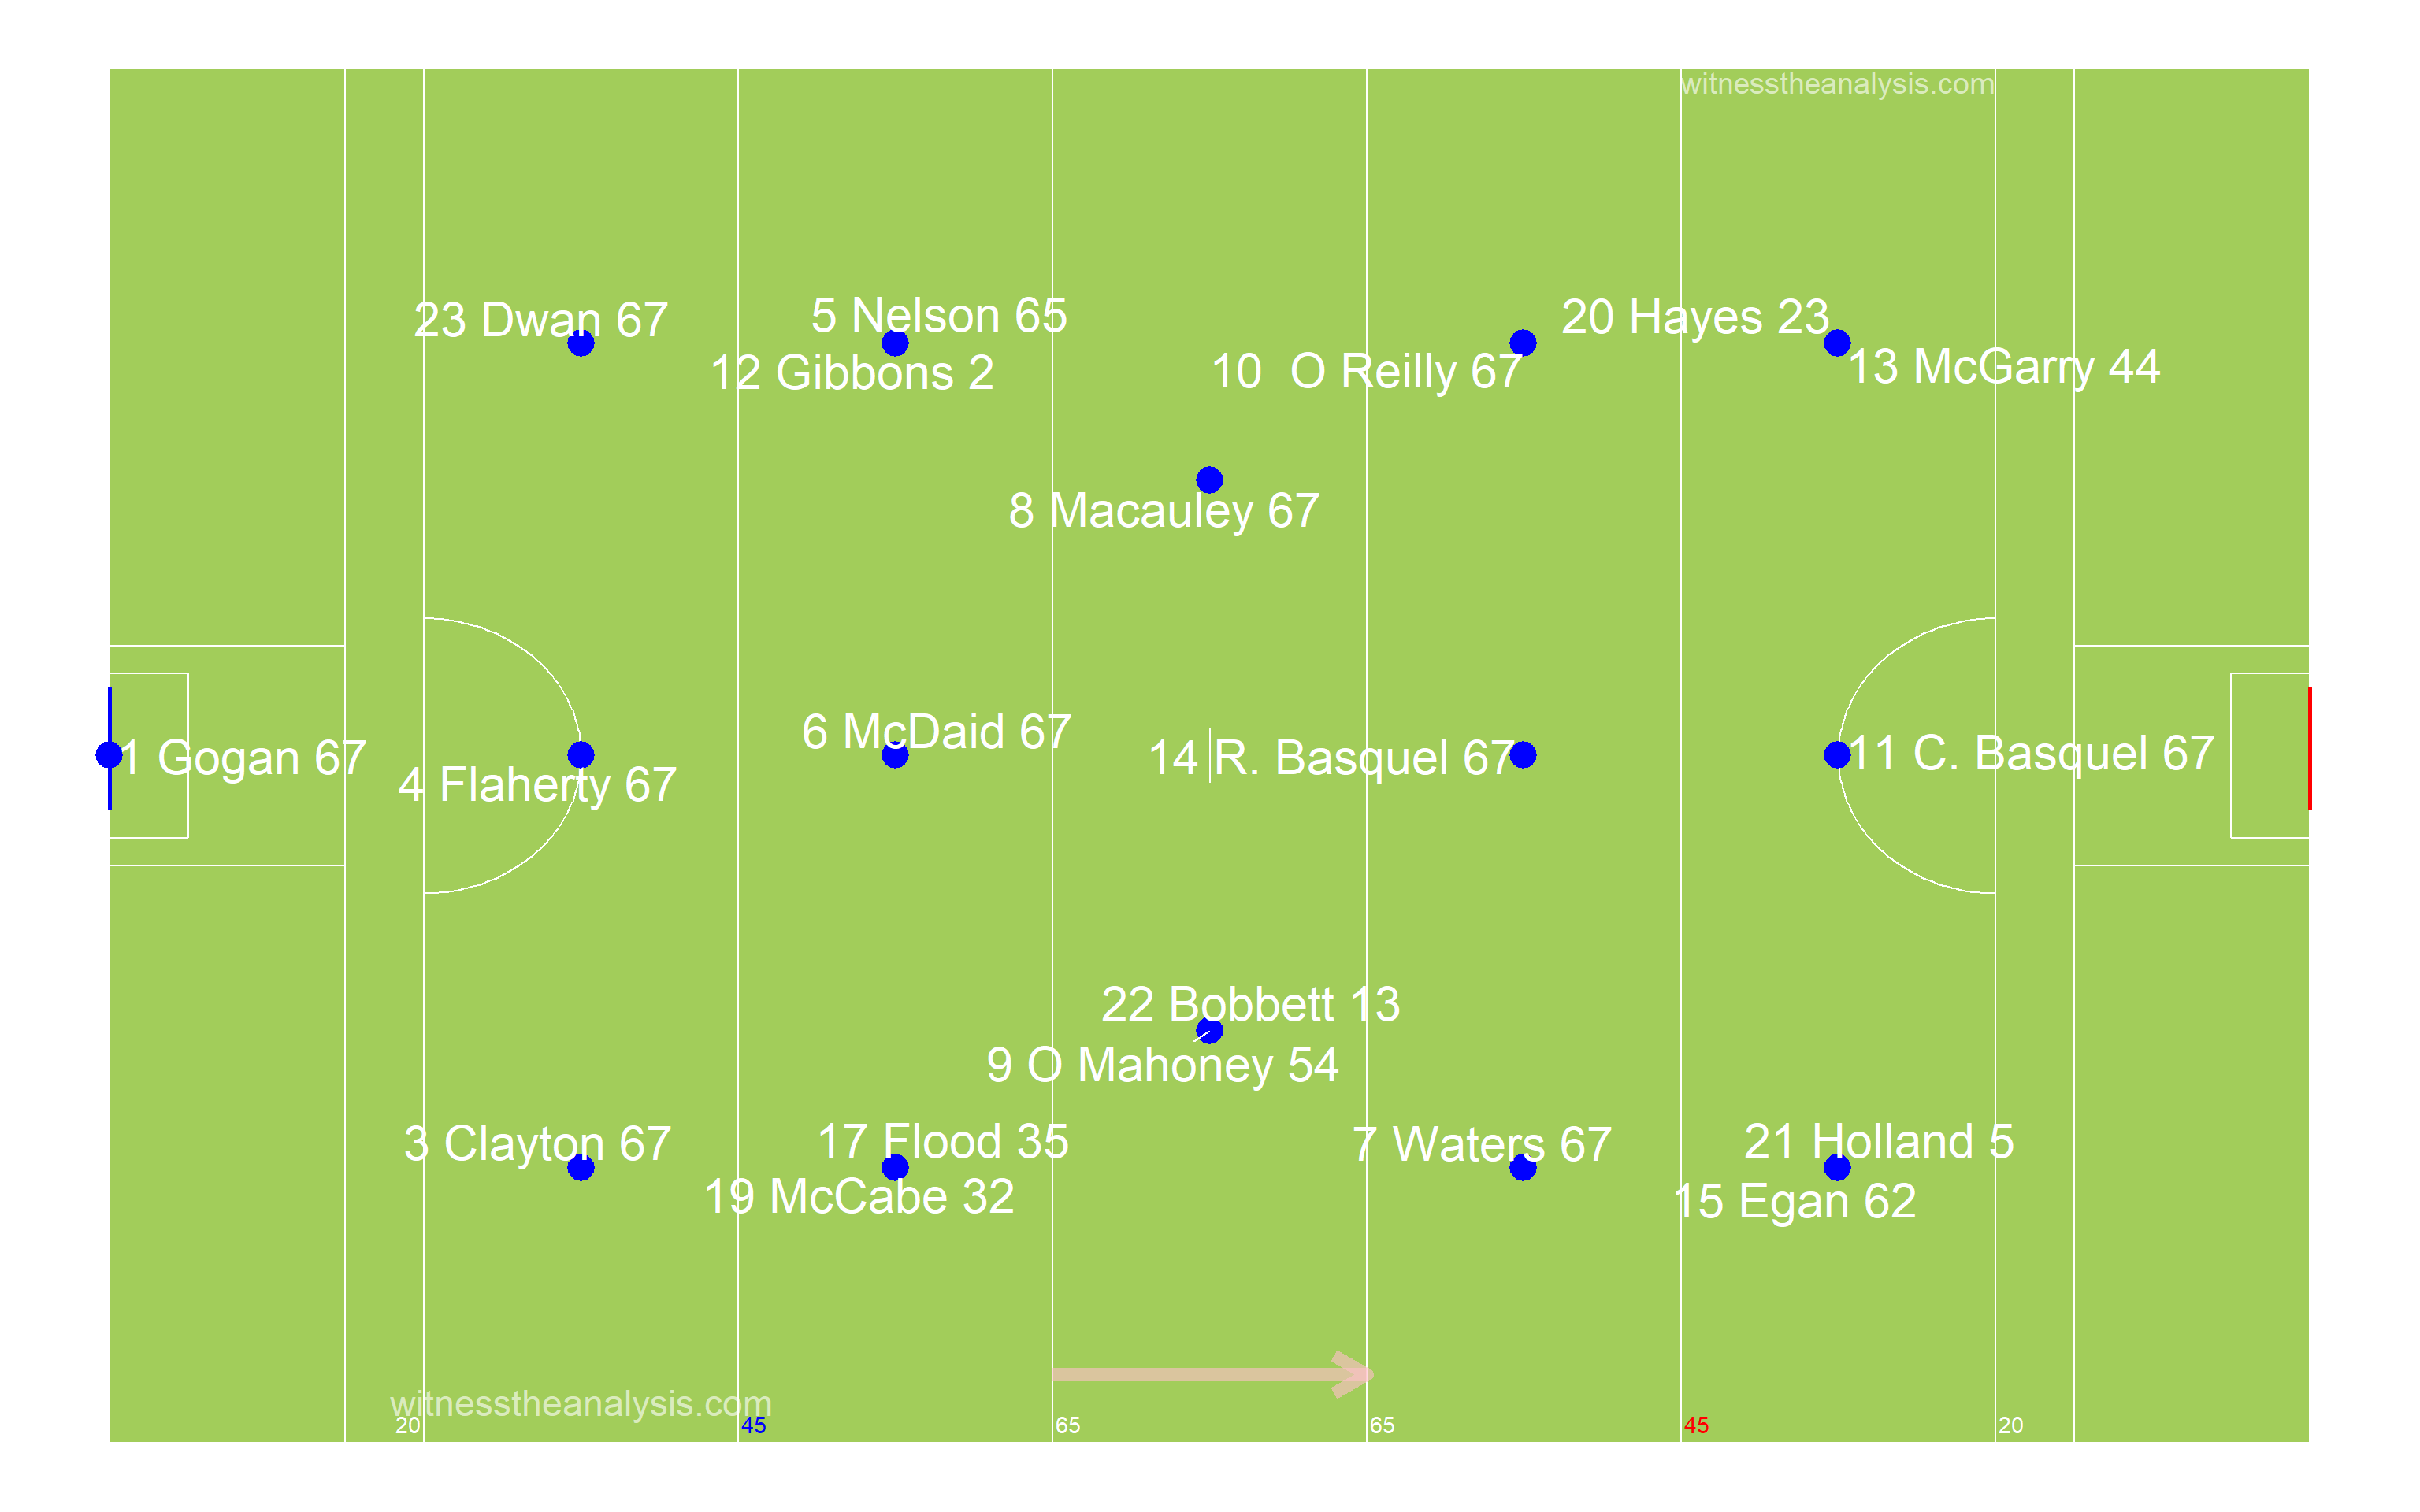 witnesstheanalysis.com
23 Dwan 67
5 Nelson 65
20 Hayes 23
12 Gibbons 2
10  O Reilly 67
13 McGarry 44
8 Macauley 67
6 McDaid 67
1 Gogan 67
14 R. Basquel 67
11 C. Basquel 67
4 Flaherty 67
22 Bobbett 13
9 O Mahoney 54
3 Clayton 67
17 Flood 35
7 Waters 67
21 Holland 5
19 McCabe 32
15 Egan 62
witnesstheanalysis.com
20
45
65
65
45
20